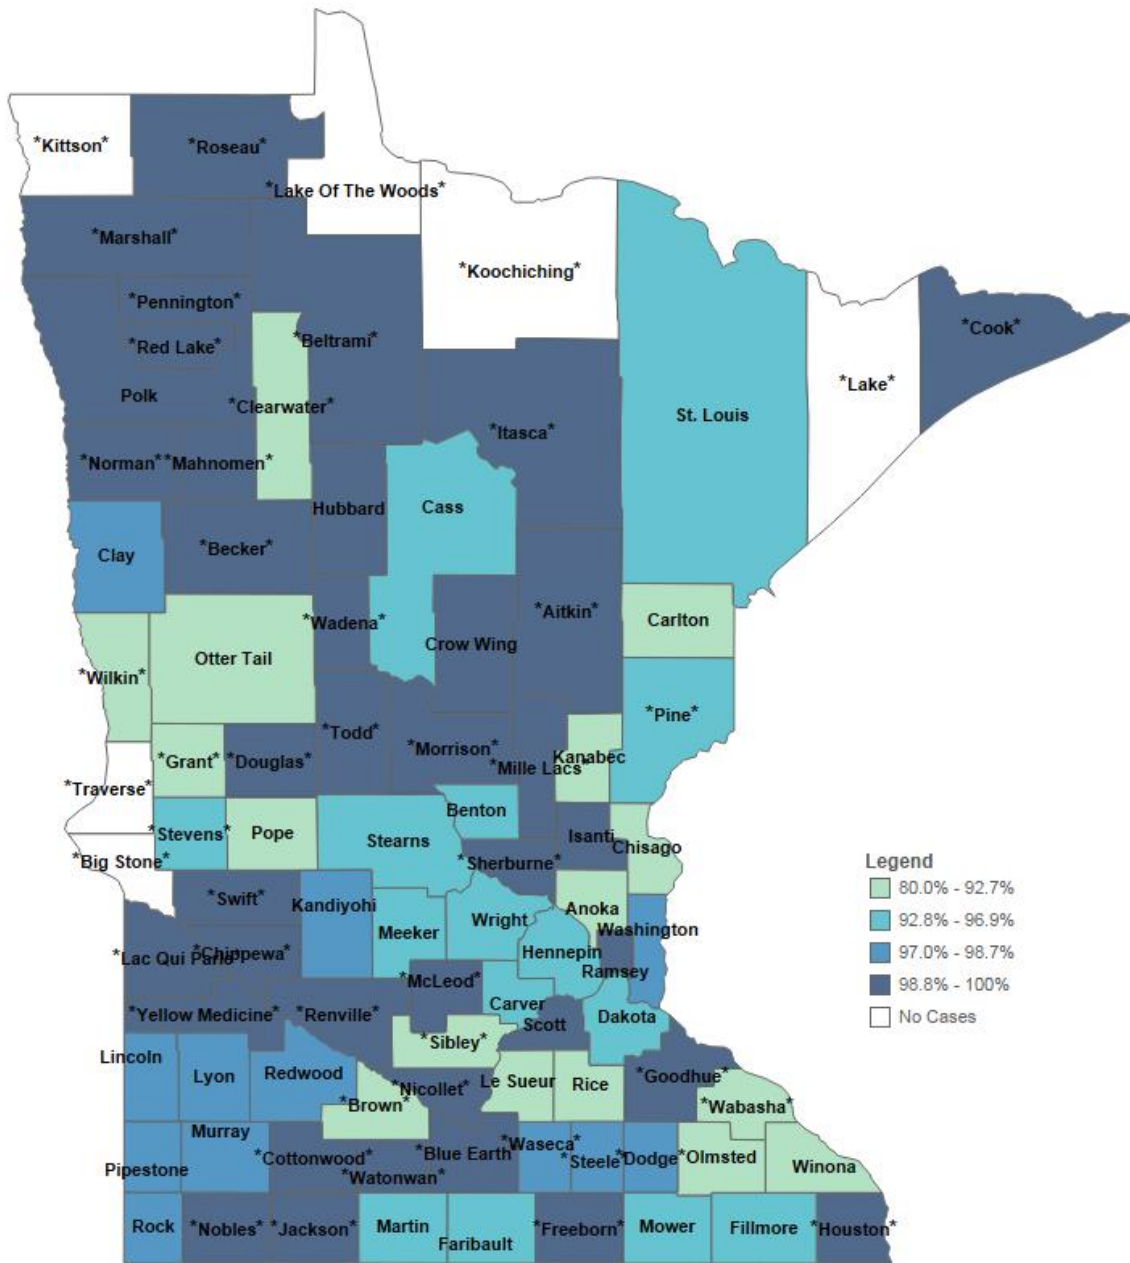 *Kittson*
*Roseau*
*Lake Of The Woods*
*Marshall*
*Koochiching*
*Pennington*
*Cook*
*Red Lake*
*Beltrami*
*Lake*
Polk
*Clearwater*
St. Louis
*Itasca*
*Norman*
*Mahnomen*
Hubbard
Cass
Clay
*Becker*
*Aitkin*
*Wadena*
Carlton
Crow Wing
Otter Tail
*Wilkin*
*Pine*
*Todd*
*Morrison*
*Grant*
*Douglas*
Kanabec
*Mille Lacs*
*Traverse*
Benton
*Stevens*
Pope
Stearns
Isanti
Chisago
*Big Stone*
*Sherburne*
*Swift*
Kandiyohi
Anoka
Wright
Washington
Meeker
Hennepin
*Chippewa*
*Lac Qui Parle*
Ramsey
*McLeod*
Carver
*Yellow Medicine*
*Renville*
Dakota
Scott
*Sibley*
Lincoln
Lyon
Redwood
*Nicollet*
Le Sueur
Rice
*Goodhue*
*Brown*
*Wabasha*
Murray
*Waseca*
*Blue Earth*
*Cottonwood*
*Steele*
*Dodge*
Olmsted
Winona
Pipestone
*Watonwan*
Rock
*Nobles*
*Jackson*
Martin
Faribault
*Freeborn*
Mower
Fillmore
*Houston*
Legend
80.0% - 92.7%
92.8% - 96.9%
97.0% - 98.7%
98.8% - 100%
No Cases